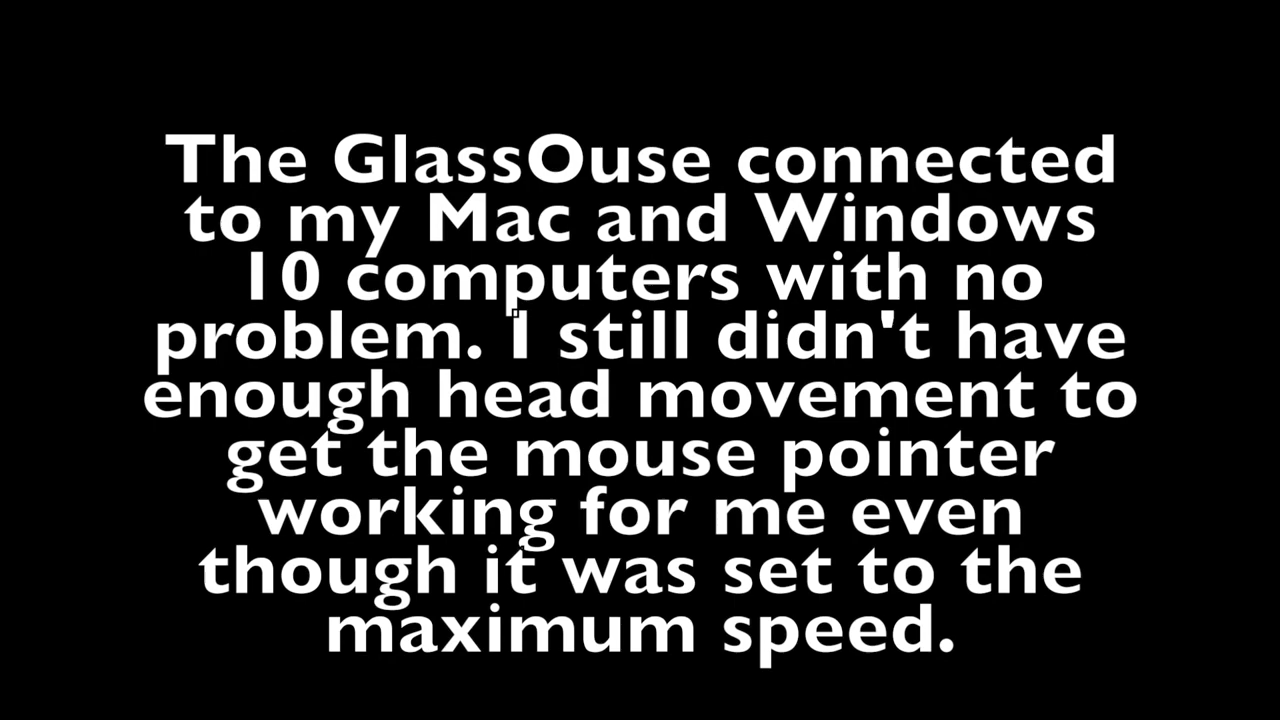 The GlassOuse connected
to my Mac and Windows
10 computers with no
problem. I still didn't have
enough head movement to
get the mouse pointer
working for me even
though it was set to the
maximum speed.